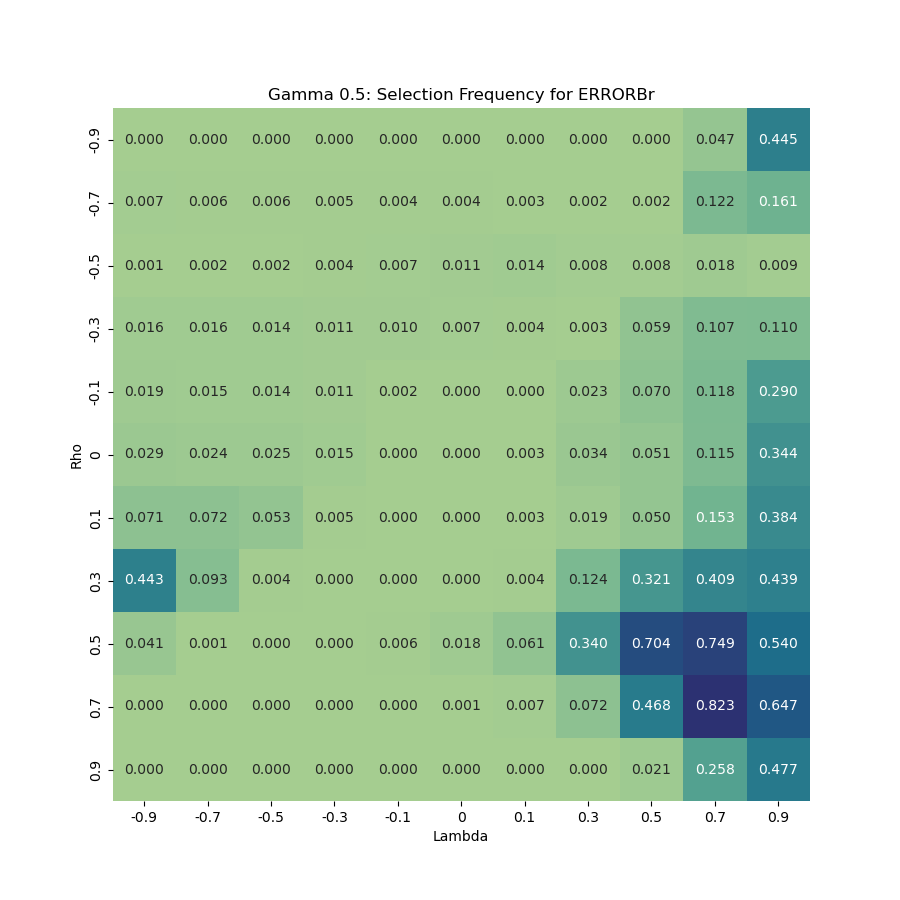 Gamma 0.5: Selection Frequency for ERRORBr
-0.9 0.000 0.000 0.000 0.000 0.000 0.000 0.000 0.000 0.000 0.047 0.445
-0.7 0.007 0.006 0.006 0.005 0.004 0.004 0.003 0.002 0.002 0.122 0.161
-0.5 0.001 0.002 0.002 0.004 0.007 0.011 0.014 0.008 0.008 0.018 0.009
-0.3 0.016 0.016 0.014 0.011 0.010 0.007 0.004 0.003 0.059 0.107 0.110
-0.1 0.019 0.015 0.014 0.011 0.002 0.000 0.000 0.023 0.070 0.118 0.290
Rho
0 0.029 0.024 0.025 0.015 0.000 0.000 0.003 0.034 0.051 0.115 0.344
0.1 0.071 0.072 0.053 0.005 0.000 0.000 0.003 0.019 0.050 0.153 0.384
0.3 0.443 0.093 0.004 0.000 0.000 0.000 0.004 0.124 0.321 0.409 0.439
0.5 0.041 0.001 0.000 0.000 0.006 0.018 0.061 0.340 0.704 0.749 0.540
0.7 0.000 0.000 0.000 0.000 0.000 0.001 0.007 0.072 0.468 0.823 0.647
0.9 0.000 0.000 0.000 0.000 0.000 0.000 0.000 0.000 0.021 0.258 0.477
-0.9 -0.7 -0.5 -0.3 -0.1 0 0.1 0.3 0.5 0.7 0.9
Lambda